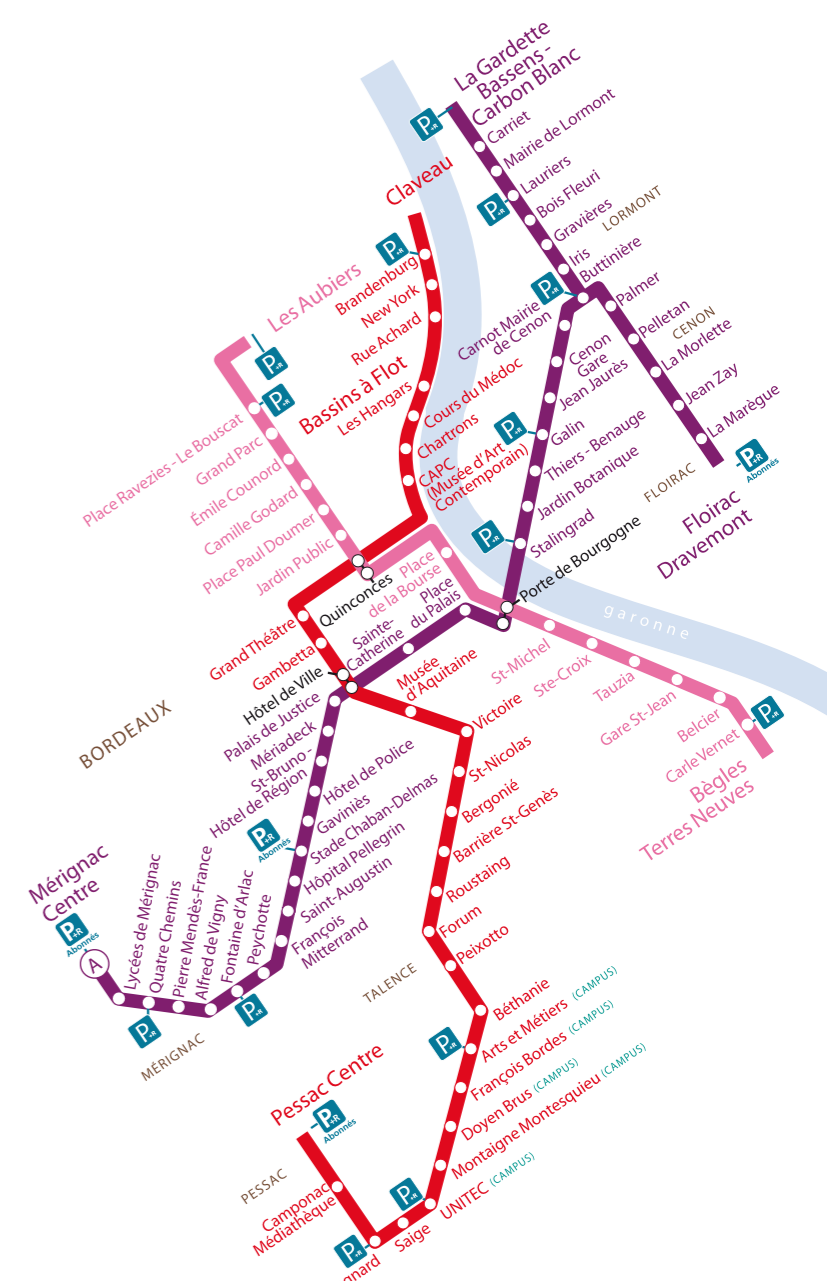 La Gardette
Bassens -
Carbon Blanc
P+R
Carriet
Mairie de Lormont
Lauriers
P+R
Bois Fleuri
Gravières
LORMONT
Iris
Buttinière
P+R
Palmer
Pelletan
CENON
La Morlette
Jean Zay
La Marègue
P+R
Abonnés
FLOIRAC
Floirac
Dravemont
Carnot Mairie
de Cenon
Cenon
Gare
Jean Jaurès
P+R
Galin
Thiers - Benauge
Jardin Botanique
P+R
Stalingrad
Porte de Bourgogne
garonne
Claveau
P+R
Brandenburg
New York
Rue Achard
Bassins à Flot
Les Hangars
Cours du Médoc
Chartrons
CAPC
(Musée d'Art
Contemporain)
Les Aubiers
P+R
P+R
Place Ravezies - Le Bouscat
Grand Parc
Émile Counord
Camille Godard
Place Paul Doumer
Jardin Public
Quinconces
Place
de la Bourse
Place
du Palais
Sainte-
Catherine
Grand Théâtre
Gambetta
Hôtel de Ville
Musée
d'Aquitaine
St-Michel
Ste-Croix
Tauzia
Gare St-Jean
Belcier
P+R
Carle Vernet
Bègles
Terres Neuves
BORDEAUX
Palais de Justice
Mériadeck
St-Bruno -
Hôtel de Région
Hôtel de Police
Gaviniès
P+R
Abonnés
Stade Chaban-Delmas
Hôpital Pellegrin
Saint-Augustin
François
Mitterrand
Peychotte
Fontaine d'Arlac
P+R
Alfred de Vigny
Pierre Mendès-France
Quatre Chemins
P+R
Lycées de Mérignac
Mérignac
Centre
P+R
Abonnés
A
MÉRIGNAC
Victoire
St-Nicolas
Bergonié
Barrière St-Genès
Roustaing
Forum
Peixotto
TALENCE
Béthanie
P+R
Arts et Métiers (CAMPUS)
François Bordes (CAMPUS)
Doyen Brus (CAMPUS)
Montaigne Montesquieu (CAMPUS)
P+R
UNITEC (CAMPUS)
Saige
P+R
gnard
Camponac
Médiathèque
PESSAC
P+R
Abonnés
Pessac Centre